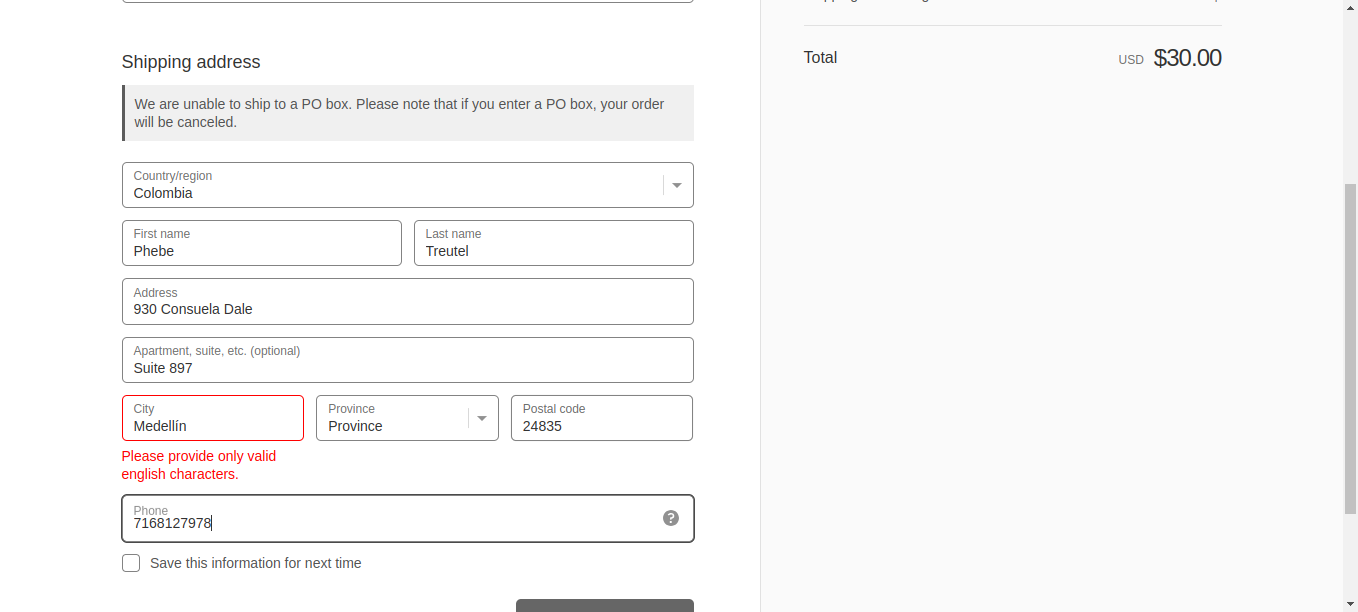 Total USD $30.00
Shipping address
We are unable to ship to a PO box. Please note that if you enter a PO box, your order
will be canceled.
Country/region
Colombia
First name
Phebe
Last name
Treutel
Address
930 Consuela Dale
Apartment, suite, etc. (optional)
Suite 897
City
Medellín
Province
Province
Postal code
24835
Please provide only valid
english characters.
Phone
7168127978
?
Save this information for next time